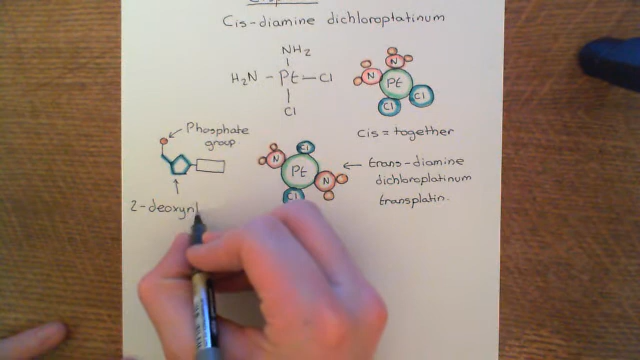 Cis-diamine dichloroplatinum
NH2
H2N - Pt - Cl
Cl
N
N
Pt
Cl
Cl
cis = together
Phosphate
group
Cl
N
Pt
N
Cl
trans-diamine
dichloroplatinum
transplatin.
2-deoxy